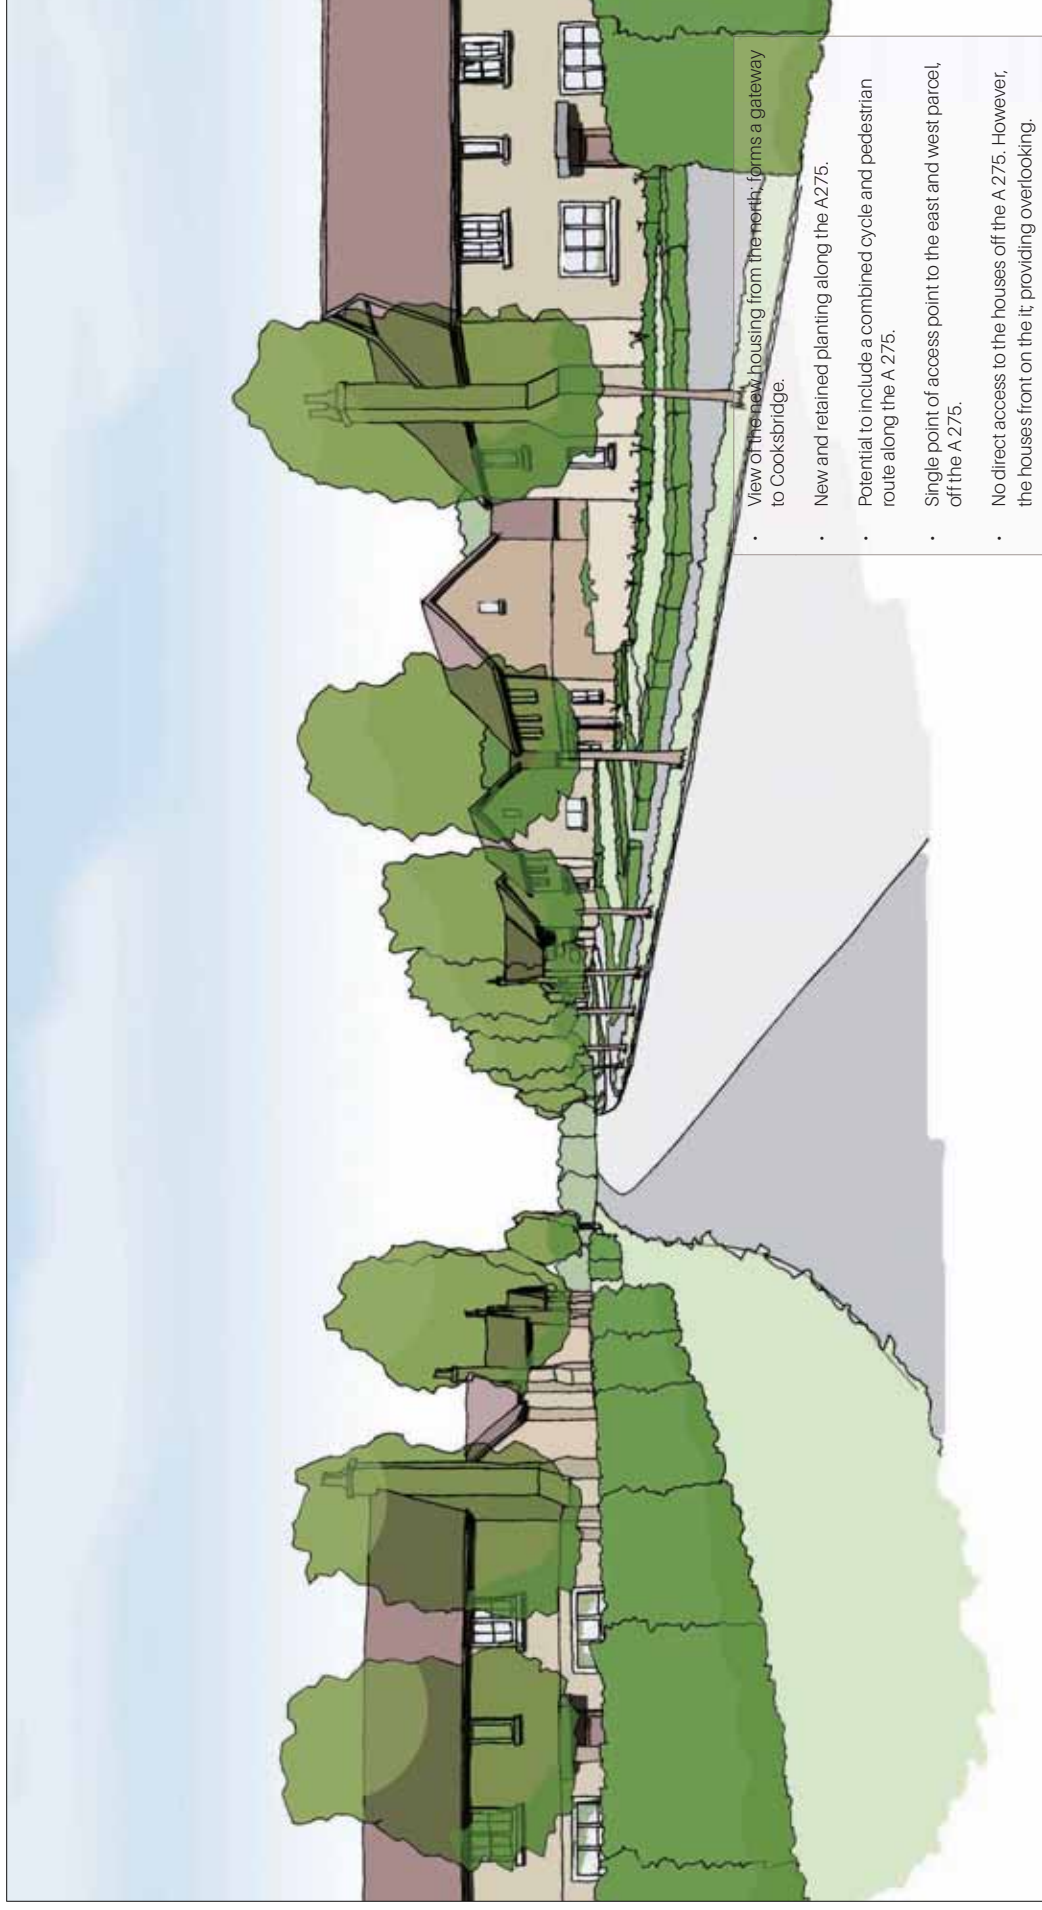 · View of the new housing from the north; forms a gateway
to Cooksbridge.
· New and retained planting along the A275.
· Potential to include a combined cycle and pedestrian
route along the A 275.
· Single point of access point to the east and west parcel,
off the A 275.
· No direct access to the houses off the A 275. However,
the houses front on the it; providing overlooking.